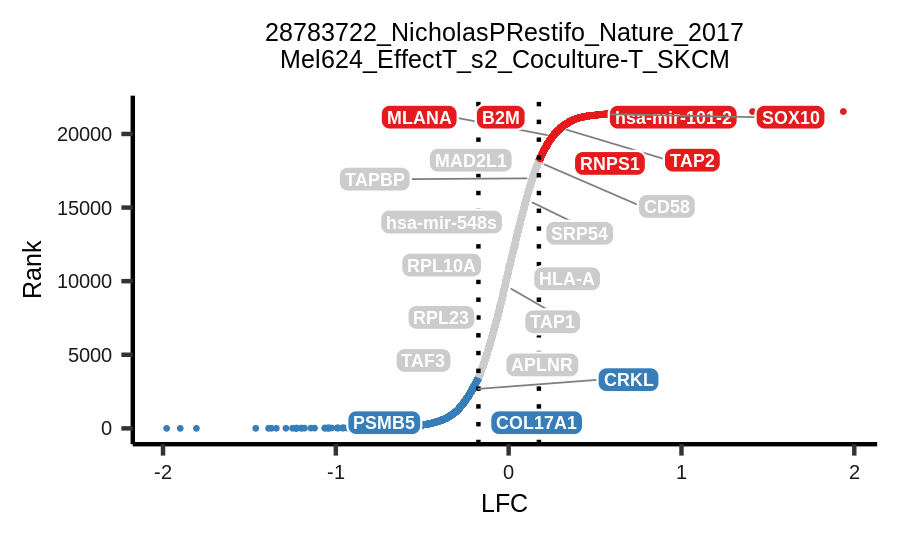 28783722_NicholasPRestifo_Nature_2017
Mel624_EffectT_s2_Coculture-T_SKCM
Rank
20000
15000
10000
5000
0
MLANA
B2M
hsa-mir-101-2
SOX10
MAD2L1
RNPS1
TAP2
TAPBP
CD58
hsa-mir-548s
SRP54
RPL10A
HLA-A
RPL23
TAP1
TAF3
APLNR
CRKL
PSMB5
COL17A1
-2
-1
0
1
2
LFC